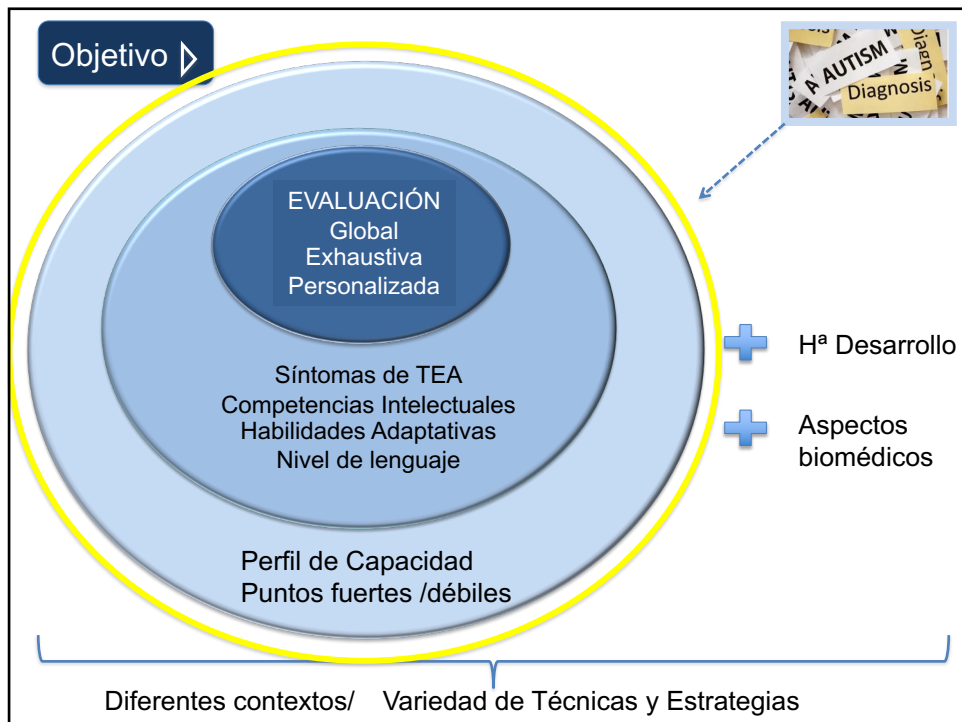 Objetivo
AUTISM
Diagn
Diagnosis
EVALUACIÓN
Global
Exhaustiva
Personalizada
Síntomas de TEA
Competencias Intelectuales
Habilidades Adaptativas
Nivel de lenguaje
Perfil de Capacidad
Puntos fuertes /débiles
Hª Desarrollo
Aspectos
biomédicos
Diferentes contextos/ Variedad de Técnicas y Estrategias